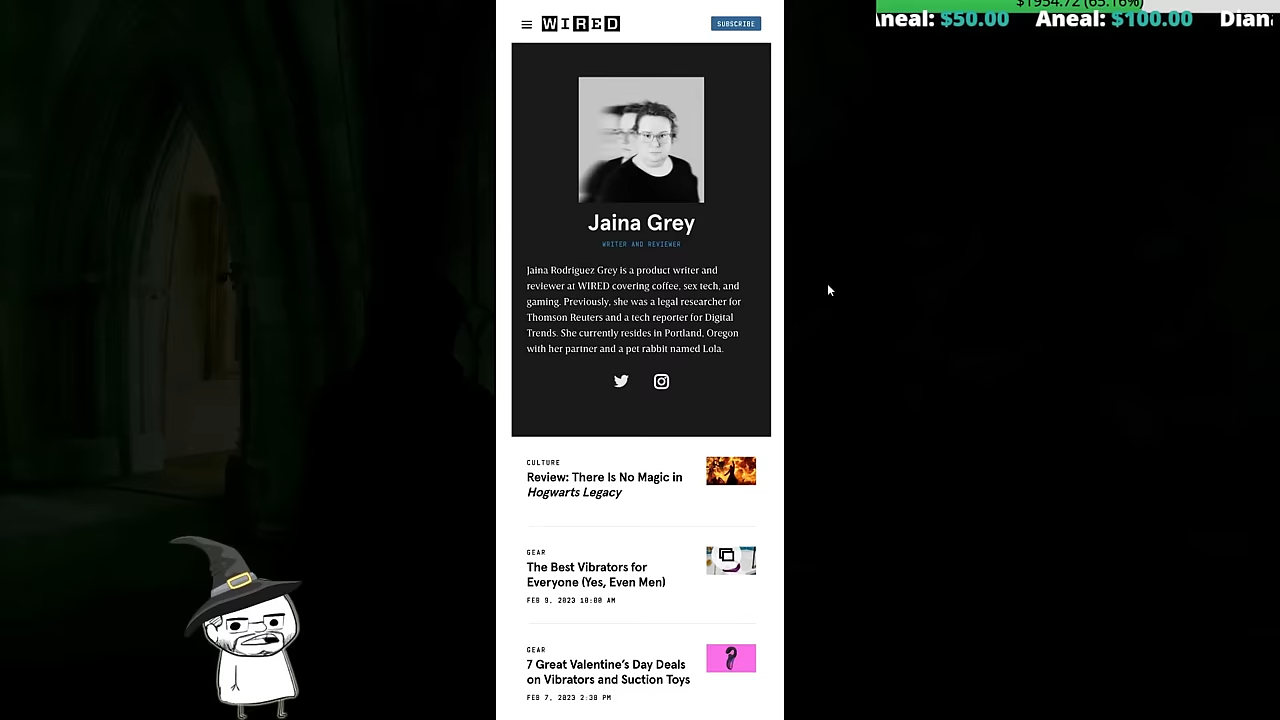 WIRED
SUBSCRIBE
$1954.72 (65.16%)
Aneal: $50.00 Aneal: $100.00
Jaina Grey
WRITER AND REVIEWER
Jaina Rodriguez Grey is a product writer and
reviewer at WIRED covering coffee, sex tech, and
gaming. Previously, she was a legal researcher for
Thomson Reuters and a tech reporter for Digital
Trends. She currently resides in Portland, Oregon
with her partner and a pet rabbit named Lola.
CULTURE
Review: There Is No Magic in
Hogwarts Legacy
GEAR
The Best Vibrators for
Everyone (Yes, Even Men)
FEB 9, 2023 10:00 AM
GEAR
7 Great Valentine’s Day Deals
on Vibrators and Suction Toys
FEB 7, 2023 2:30 PM